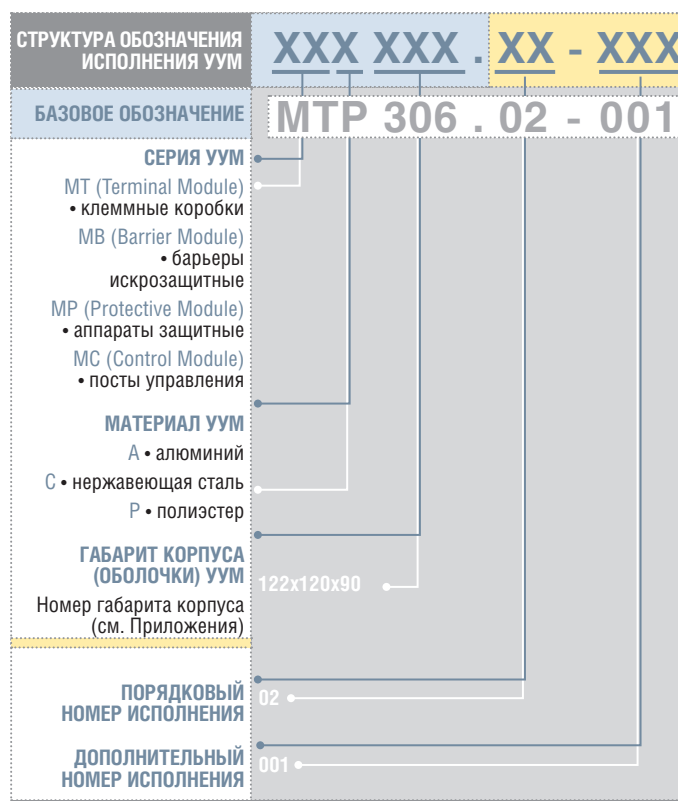 СТРУКТУРА ОБОЗНАЧЕНИЯ
ИСПОЛНЕНИЯ УУМ
XXX XXX . XX - XXX
БАЗОВОЕ ОБОЗНАЧЕНИЕ
MTP 306 . 02 - 001
СЕРИЯ УУМ
MT (Terminal Module)
• клеммные коробки
MB (Barrier Module)
• барьеры
искрозащитные
MP (Protective Module)
• аппараты защитные
MC (Control Module)
• посты управления
МАТЕРИАЛ УУМ
A • алюминий
C • нержавеющая сталь
P • полиэстер
ГАБАРИТ КОРПУСА
(ОБОЛОЧКИ) УУМ
122x120x90
Номер габарита корпуса
(см. Приложения)
ПОРЯДКОВЫЙ
НОМЕР ИСПОЛНЕНИЯ
02
ДОПОЛНИТЕЛЬНЫЙ
НОМЕР ИСПОЛНЕНИЯ
001